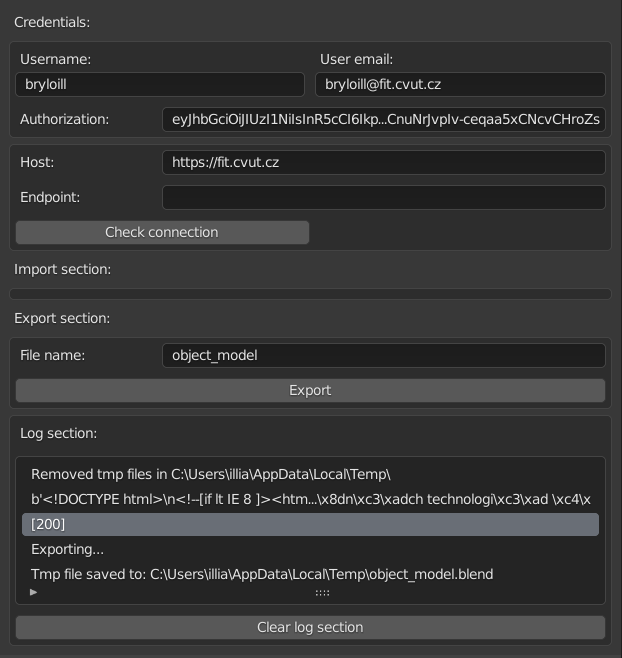 Credentials:
Username: User email:
bryloill bryloill@fit.cvut.cz
Authorization: eyJhbGciOiJIUzI1NiIsInR5cCI6Ikp...CnuNrJvpIv-ceqaa5xCNcvCHroZs
Host: https://fit.cvut.cz
Endpoint:
Check connection
Import section:
Export section:
File name: object_model
Export
Log section:
Removed tmp files in C:\Users\illia\AppData\Local\Temp\
b'<!DOCTYPE html>\n<!--[if lt IE 8 ]><htm...\x8dn\xc3\xadch technologi\xc3\xad \xc4\x
[200]
Exporting...
Tmp file saved to: C:\Users\illia\AppData\Local\Temp\object_model.blend
Clear log section